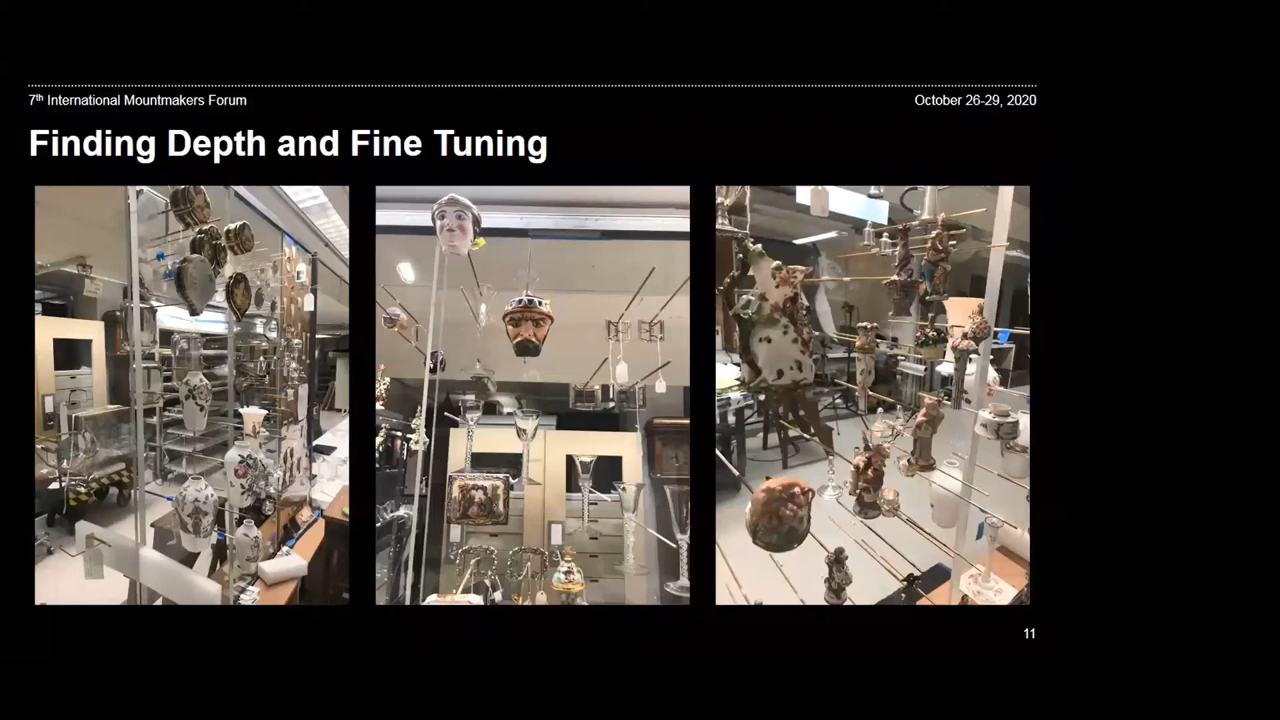 7th International Mountmakers Forum
October 26-29, 2020
Finding Depth and Fine Tuning
11